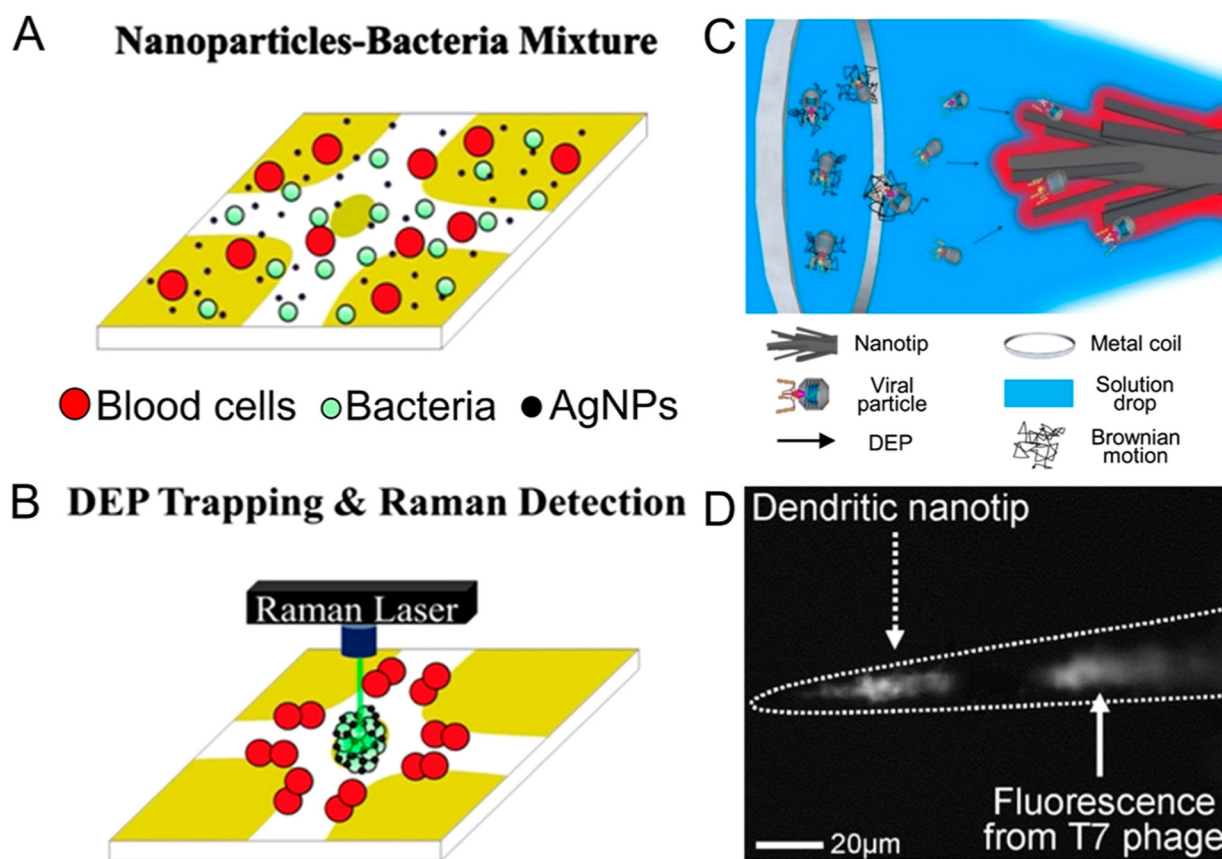 A
Nanoparticles-Bacteria Mixture
Blood cells
Bacteria
AgNPs
B
DEP Trapping & Raman Detection
Raman Laser
C
Nanotip
Metal coil
Viral
particle
Solution
drop
DEP
Brownian
motion
D
Dendritic nanotip
Fluorescence
from T7 phage
20μm